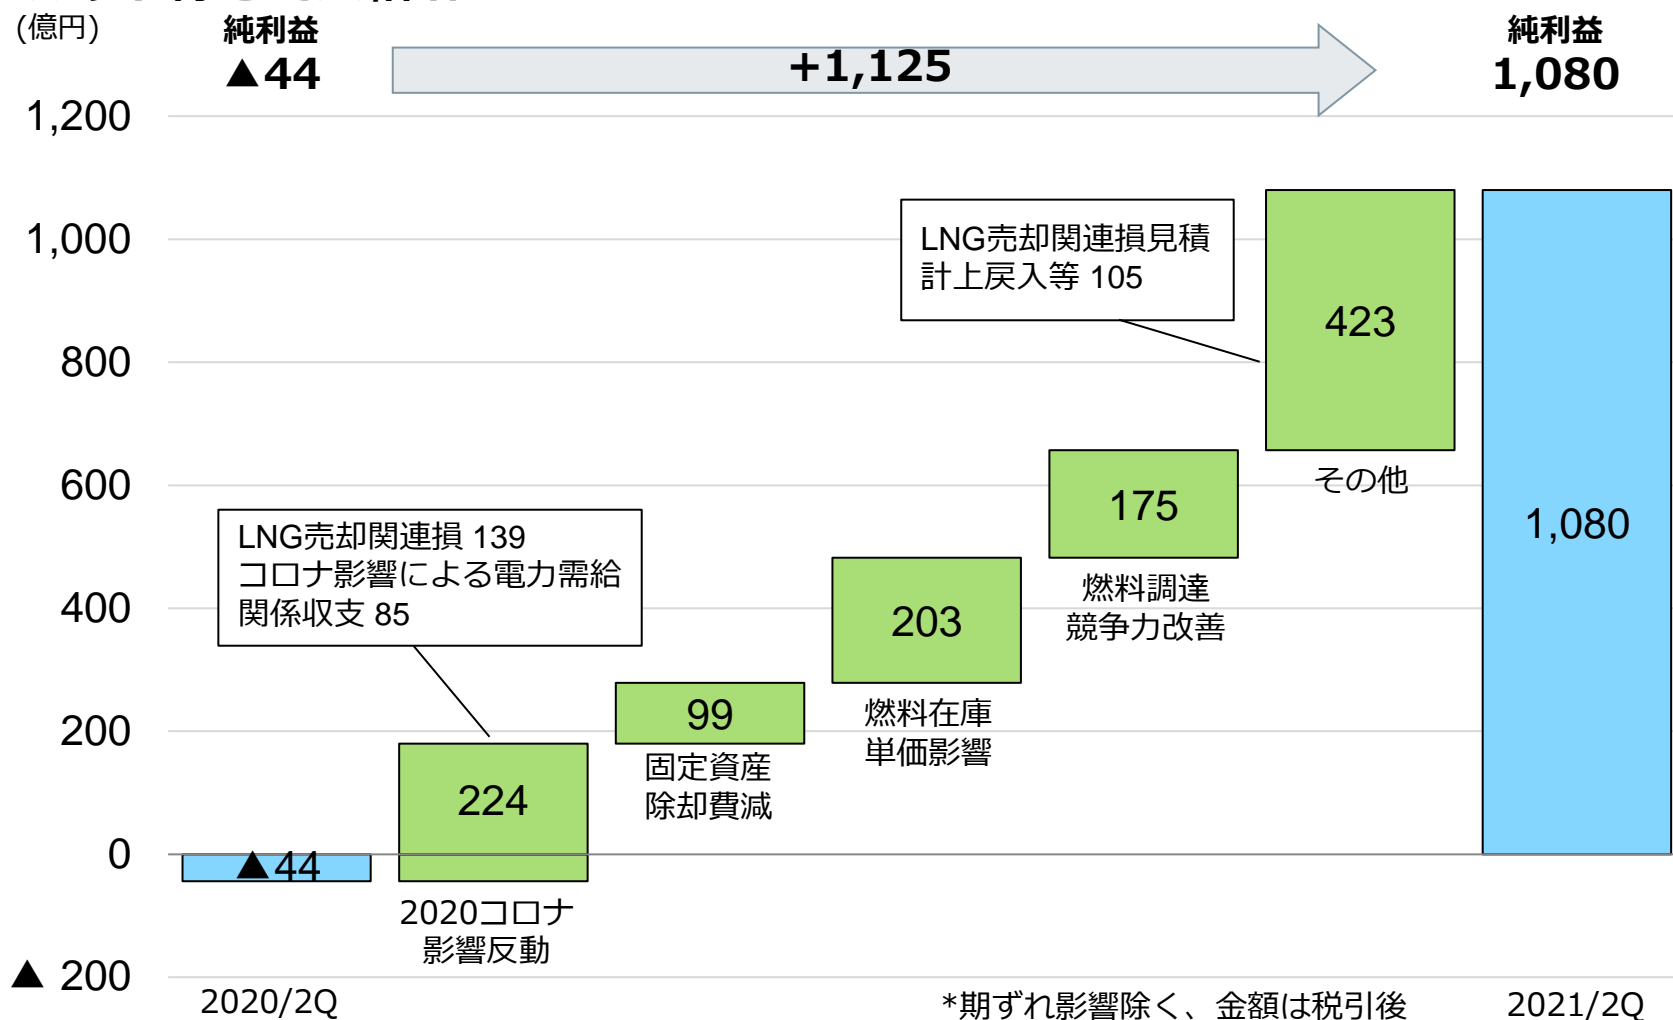 (億円)
純利益
▲44
+1,125
純利益
1,080
1,200
1,000
800
600
400
200
0
▲ 200
LNG売却関連損見積
計上戻入等 105
423
その他
LNG売却関連損 139
コロナ影響による電力需給
関係収支 85
175
燃料調達
競争力改善
1,080
203
燃料在庫
単価影響
99
固定資産
除却費減
224
▲44
2020コロナ
影響反動
2020/2Q
*期ずれ影響除く、金額は税引後
2021/2Q